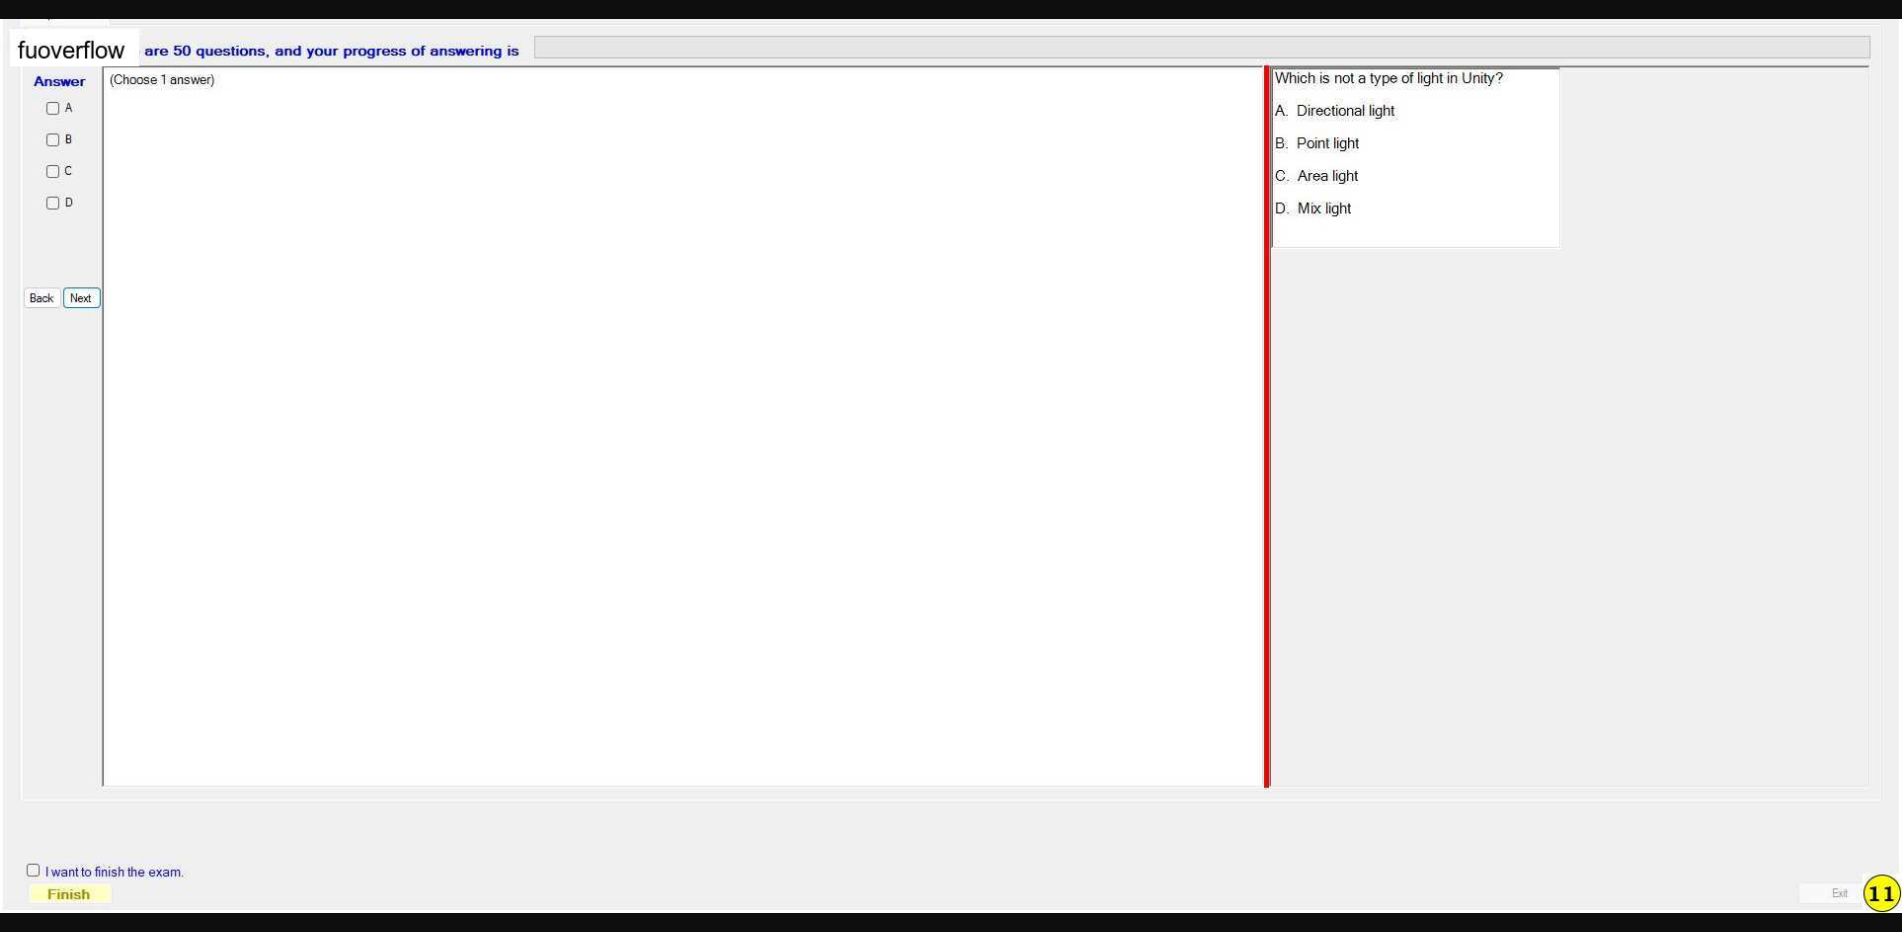 fuoverflow are 50 questions, and your progress of answering is
Answer
(Choose 1 answer)
A
B
C
D
Back Next
Which is not a type of light in Unity?
A. Directional light
B. Point light
C. Area light
D. Mix light
I want to finish the exam.
Finish
Exit
11